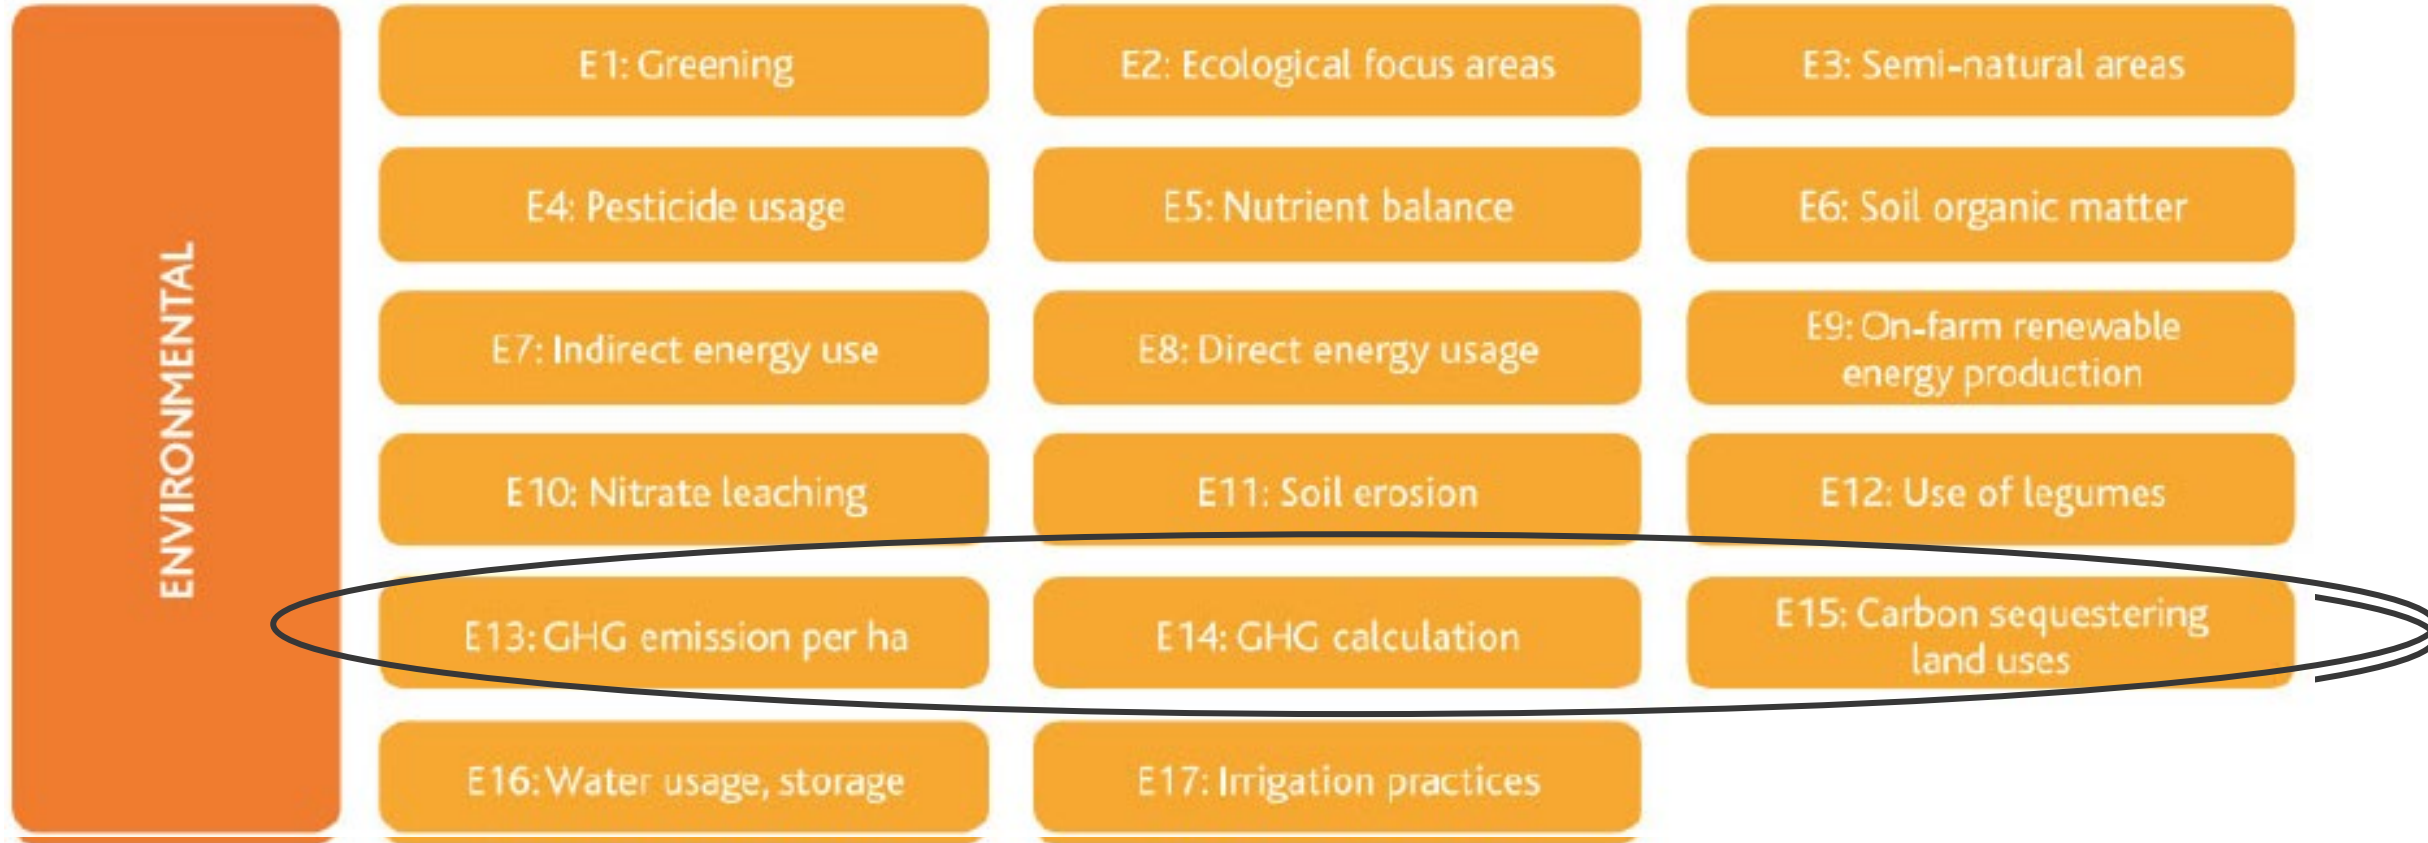 ENVIRONMENTAL
E1: Greening
E2: Ecological focus areas
E3: Semi-natural areas
E4: Pesticide usage
E5: Nutrient balance
E6: Soil organic matter
E7: Indirect energy use
E8: Direct energy usage
E9: On-farm renewable
energy production
E10: Nitrate leaching
E11: Soil erosion
E12: Use of legumes
E13: GHG emission per ha
E14: GHG calculation
E15: Carbon sequestering
land uses
E16: Water usage, storage
E17: Irrigation practices